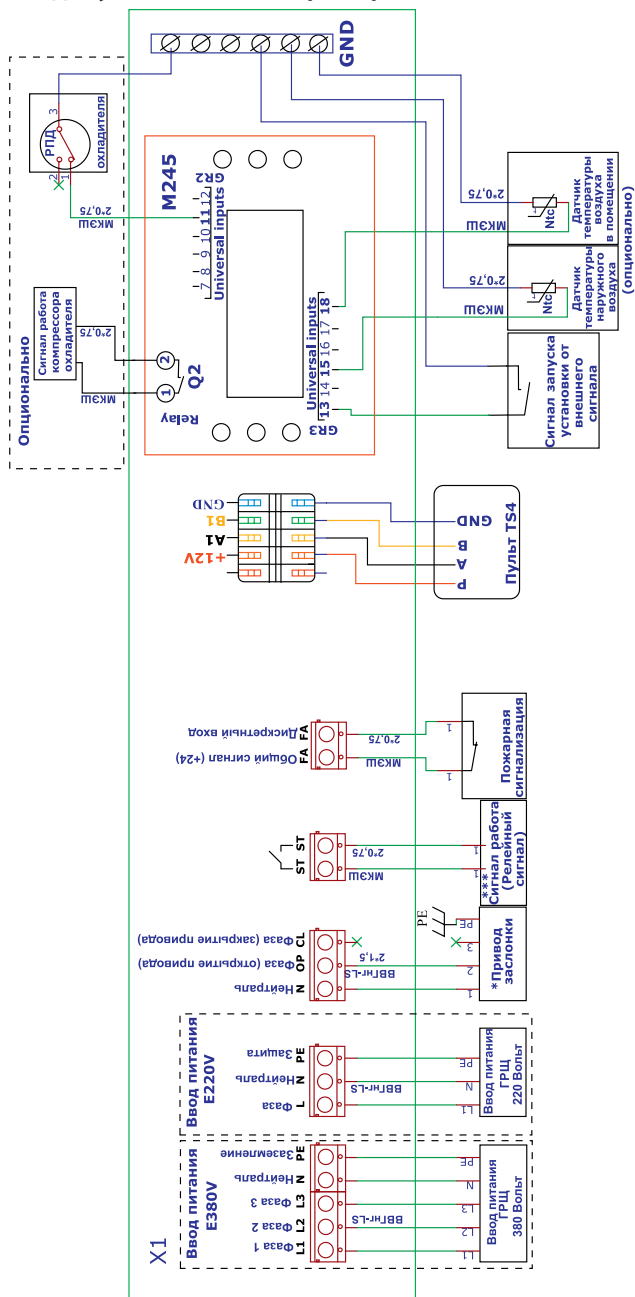 GND
Опционально
РПД
охладителя
1
2
3
МКЭШ
2*0,75
Сигнал работа
компрессора
охладителя
МКЭШ
2*0,75
M245
GR2
7 8 9 10 11 12
Universal inputs
Q2
1
2
Relay
Universal inputs
13 14 15 16 17 18
GR3
МКЭШ
2*0,75
Ntc
Датчик
температуры
воздуха
в помещении
(опционально)
МКЭШ
2*0,75
Ntc
Датчик
температуры
наружного
воздуха
Сигнал запуска
установки от
внешнего
сигнала
GND
B1
A1
+12V
GND
B
A
P
Пульт TS4
Дискретный вход FA
Общий сигнал (+24) FA
МКЭШ
2*0,75
1
1
Пожарная
сигнализация
ST ST
МКЭШ
2*0,75
1
1
***
Сигнал работа
(Релейный
сигнал)
Фаза (закрытие привода) CL
Фаза (открытие привода) OP
Нейтраль N
ВВГнг-LS
2*1,5
PE
1
2
3
PE
*Привод
заслонки
Ввод питания
E220V
Защита PE
Нейтраль N
Фаза L
ВВГнг-LS
L1
N
PE
Ввод питания
ГРЩ
220 Вольт
X1
Ввод питания
E380V
Заземление PE
Нейтраль N
Фаза 3 L3
Фаза 2 L2
Фаза 1 L1
ВВГнг-LS
L1
L2
L3
N
PE
Ввод питания
ГРЩ
380 Вольт